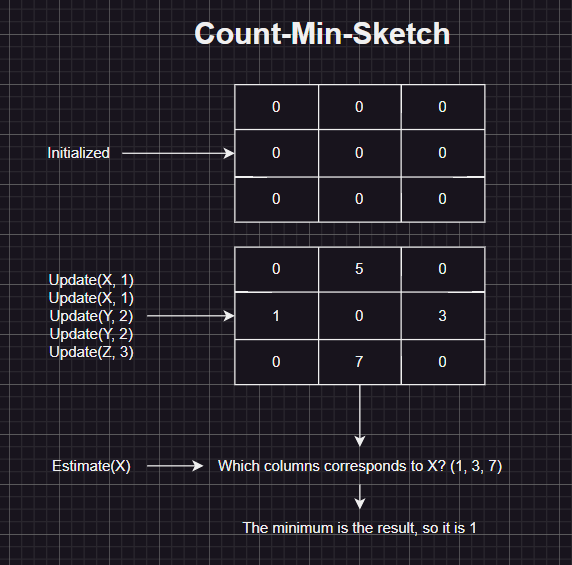 Count-Min-Sketch
0 0 0
Initialized
0 0 0
0 0 0
0 5 0
Update(X, 1)
Update(X, 1)
Update(Y, 2)
Update(Y, 2)
Update(Z, 3)
1 0 3
0 7 0
Estimate(X)
Which columns corresponds to X? (1, 3, 7)
The minimum is the result, so it is 1